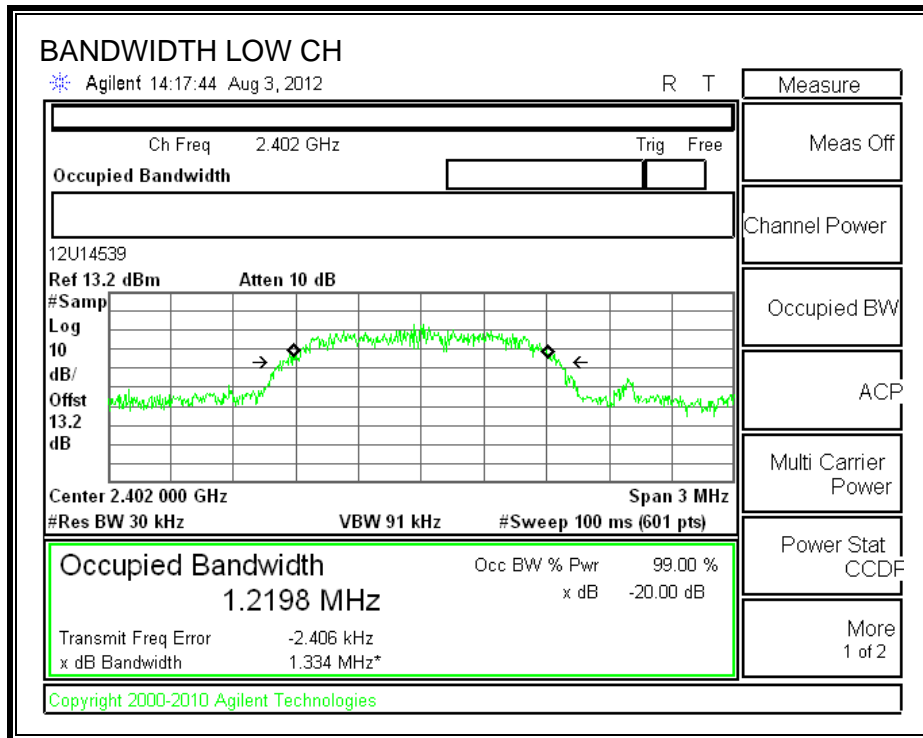 BANDWIDTH LOW CH
Agilent 14:17:44 Aug 3, 2012 R T
Ch Freq 2.402 GHz Trig Free
Occupied Bandwidth
12U14539
Ref 13.2 dBm Atten 10 dB
#Samp
Log
10
dB/
Offst
13.2
dB
Center 2.402 000 GHz Span 3 MHz
#Res BW 30 kHz VBW 91 kHz #Sweep 100 ms (601 pts)
Occupied Bandwidth
1.2198 MHz
Occ BW % Pwr 99.00 %
x dB -20.00 dB
Transmit Freq Error -2.406 kHz
x dB Bandwidth 1.334 MHz*
Copyright 2000-2010 Agilent Technologies
Measure
Meas Off
Channel Power
Occupied BW
ACP
Multi Carrier
Power
Power Stat
CCDF
More
1 of 2